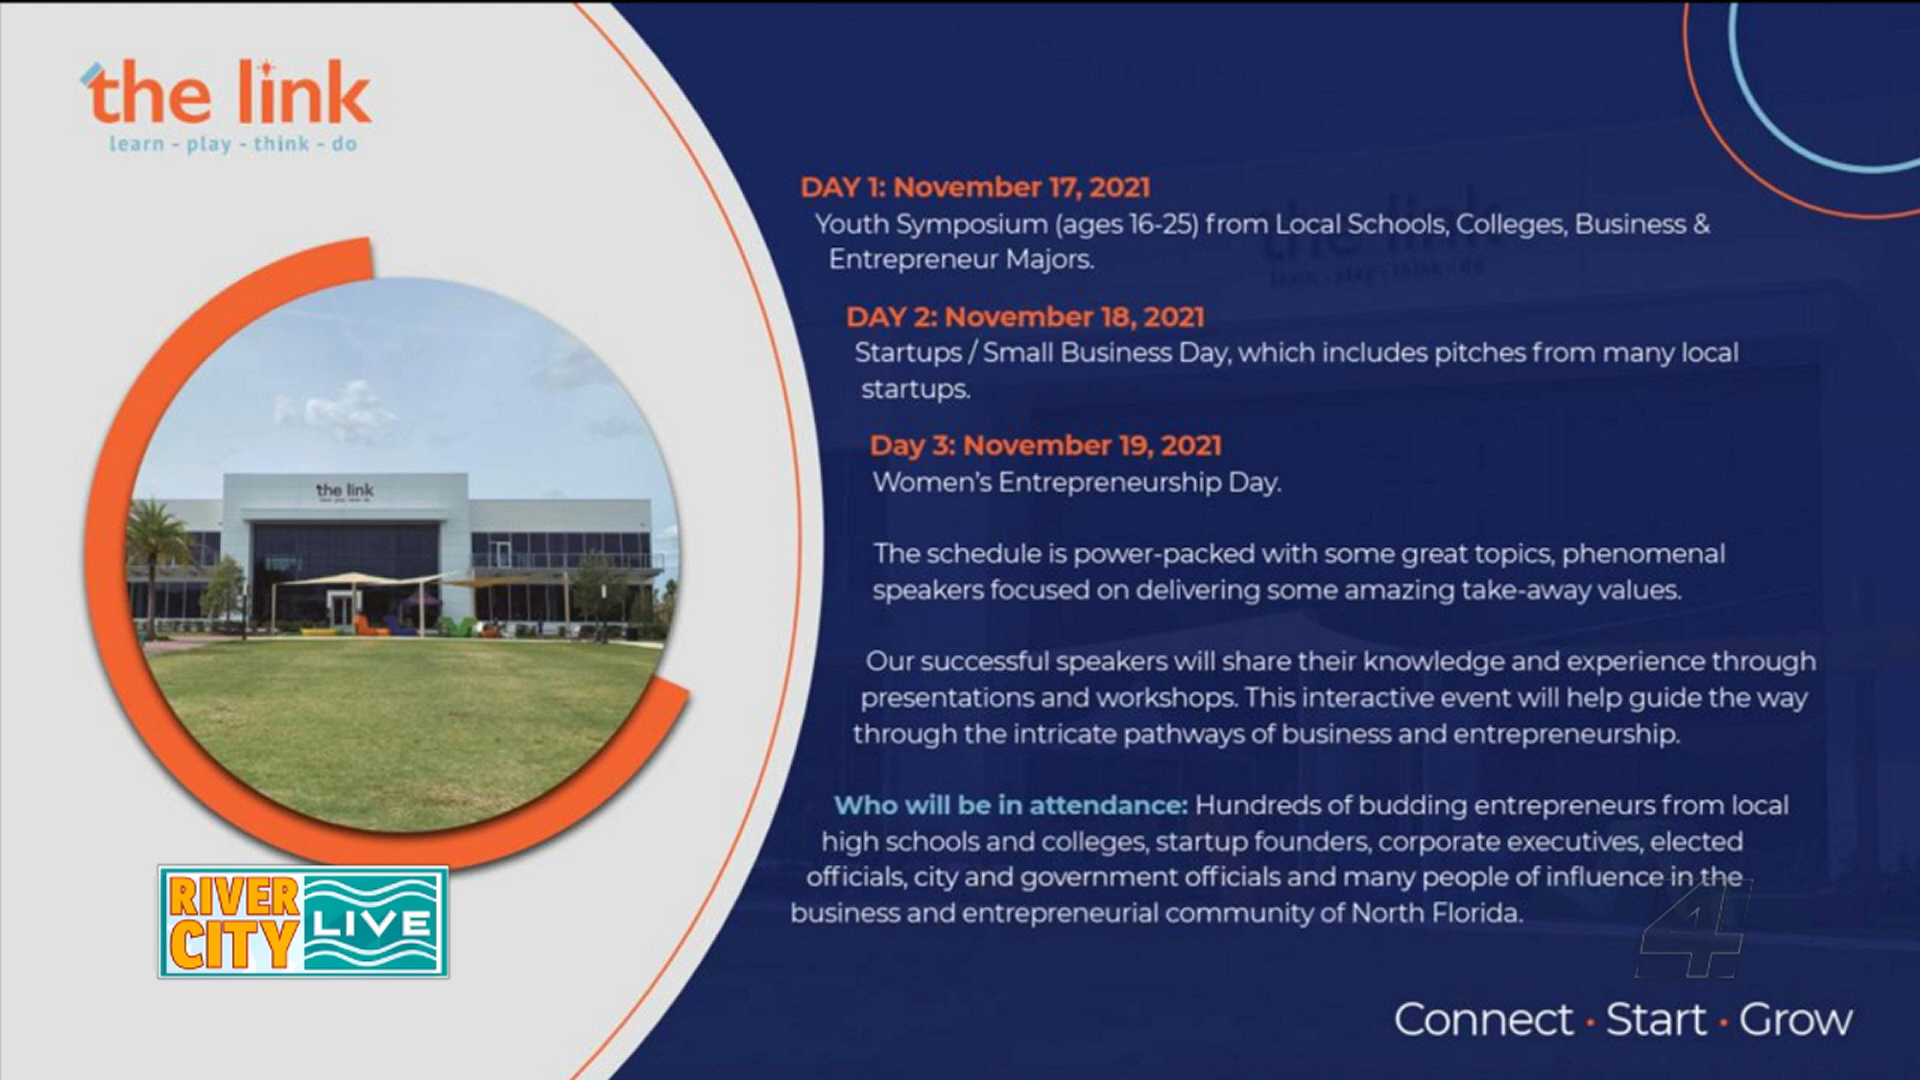 the link
learn - play - think - do
the link
RIVER
CITY
LIVE
DAY 1: November 17, 2021
Youth Symposium (ages 16-25) from Local Schools, Colleges, Business &
Entrepreneur Majors.
DAY 2: November 18, 2021
Startups / Small Business Day, which includes pitches from many local
startups.
Day 3: November 19, 2021
Women's Entrepreneurship Day.
The schedule is power-packed with some great topics, phenomenal
speakers focused on delivering some amazing take-away values.
Our successful speakers will share their knowledge and experience through
presentations and workshops. This interactive event will help guide the way
through the intricate pathways of business and entrepreneurship.
Who will be in attendance: Hundreds of budding entrepreneurs from local
high schools and colleges, startup founders, corporate executives, elected
officials, city and government officials and many people of influence in the
business and entrepreneurial community of North Florida.
4
Connect · Start · Grow
the link
learn - play - think - do